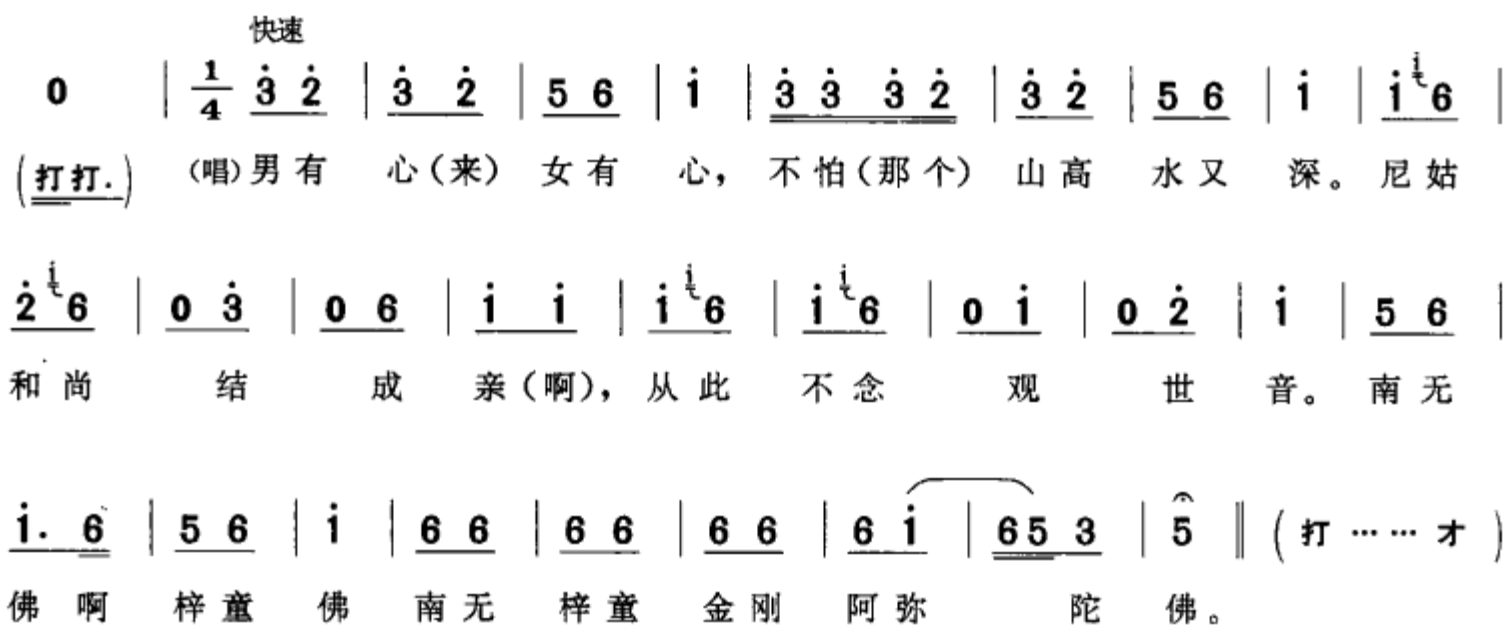 快速
0 | 1/4 3̇ 2̇ | 3̇ 2̇ | 5 6 | 1̇ | 3̇ 3̇ 3̇ 2̇ | 3̇ 2̇ | 5 6 | 1̇ | 1̇ i 6 |
(打打.) (唱)男有 心(来) 女有 心, 不怕(那个) 山高 水又 深。 尼姑
2̇ i 6 | 0 3̇ | 0 6 | 1̇ 1̇ | 1̇ i 6 | 1̇ i 6 | 0 1̇ | 0 2̇ | 1̇ | 5 6 |
和尚 结 成 亲(啊), 从此 不念 观 世 音。 南无
1̇. 6 | 5 6 | 1̇ | 6 6 | 6 6 | 6 6 | 6 1̇ | 6 5 3 | 5 ‖ (打……才)
佛啊 梓童 佛 南无 梓童 金刚 阿弥 陀 佛。